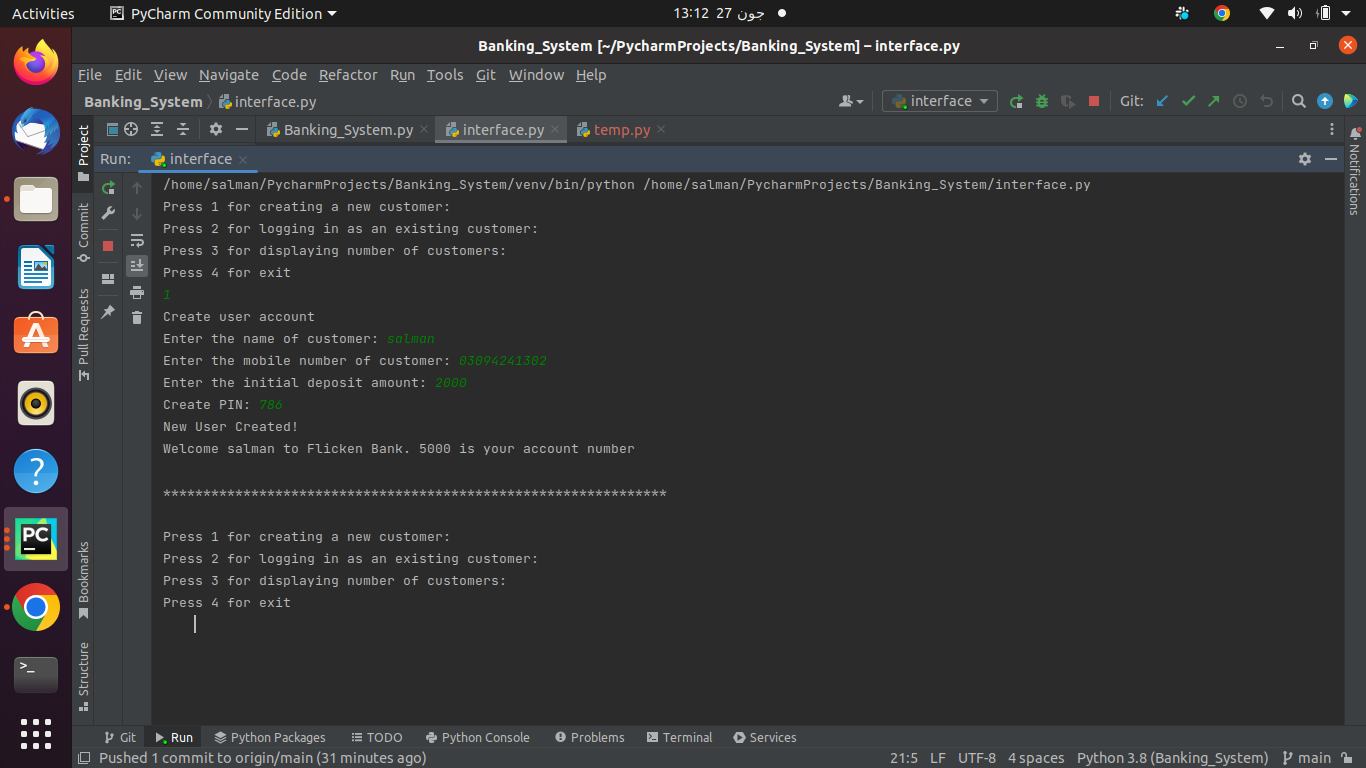 Activities PyCharm Community Edition 13:12 27 جون
Banking_System [~/PycharmProjects/Banking_System] – interface.py
File Edit View Navigate Code Refactor Run Tools Git Window Help
Banking_System interface.py interface Git:
Project Banking_System.py interface.py temp.py
Run: interface
Notifications
Commit
Pull Requests
Bookmarks
Structure
/home/salman/PycharmProjects/Banking_System/venv/bin/python /home/salman/PycharmProjects/Banking_System/interface.py
Press 1 for creating a new customer:
Press 2 for logging in as an existing customer:
Press 3 for displaying number of customers:
Press 4 for exit
1
Create user account
Enter the name of customer: salman
Enter the mobile number of customer: 03094241302
Enter the initial deposit amount: 2000
Create PIN: 786
New User Created!
Welcome salman to Flicken Bank. 5000 is your account number
***************************************************************
Press 1 for creating a new customer:
Press 2 for logging in as an existing customer:
Press 3 for displaying number of customers:
Press 4 for exit
Git Run Python Packages TODO Python Console Problems Terminal Services
Pushed 1 commit to origin/main (31 minutes ago) 21:5 LF UTF-8 4 spaces Python 3.8 (Banking_System) main